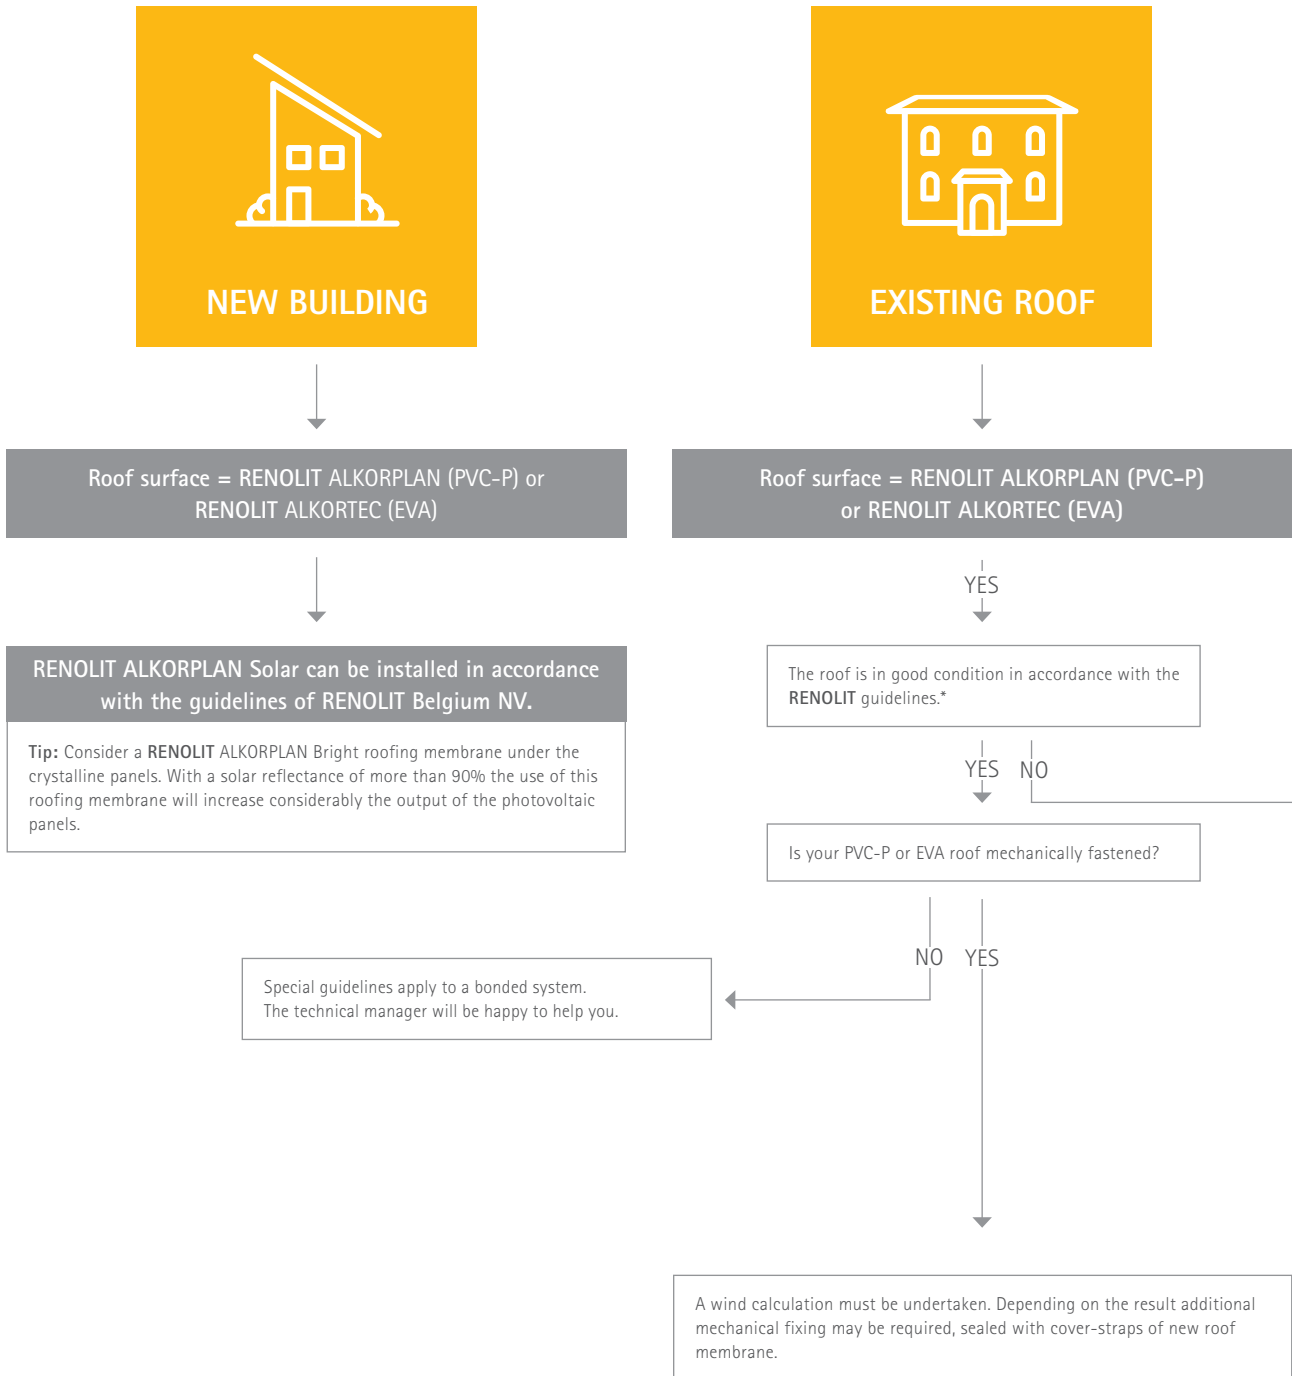 NEW BUILDING
Roof surface = RENOLIT ALKORPLAN (PVC-P) or
RENOLIT ALKORTEC (EVA)
RENOLIT ALKORPLAN Solar can be installed in accordance
with the guidelines of RENOLIT Belgium NV.
Tip: Consider a RENOLIT ALKORPLAN Bright roofing membrane under the
crystalline panels. With a solar reflectance of more than 90% the use of this
roofing membrane will increase considerably the output of the photovoltaic
panels.
EXISTING ROOF
Roof surface = RENOLIT ALKORPLAN (PVC-P)
or RENOLIT ALKORTEC (EVA)
YES
The roof is in good condition in accordance with the
RENOLIT guidelines.*
YES NO
Is your PVC-P or EVA roof mechanically fastened?
NO YES
Special guidelines apply to a bonded system.
The technical manager will be happy to help you.
A wind calculation must be undertaken. Depending on the result additional
mechanical fixing may be required, sealed with cover-straps of new roof
membrane.